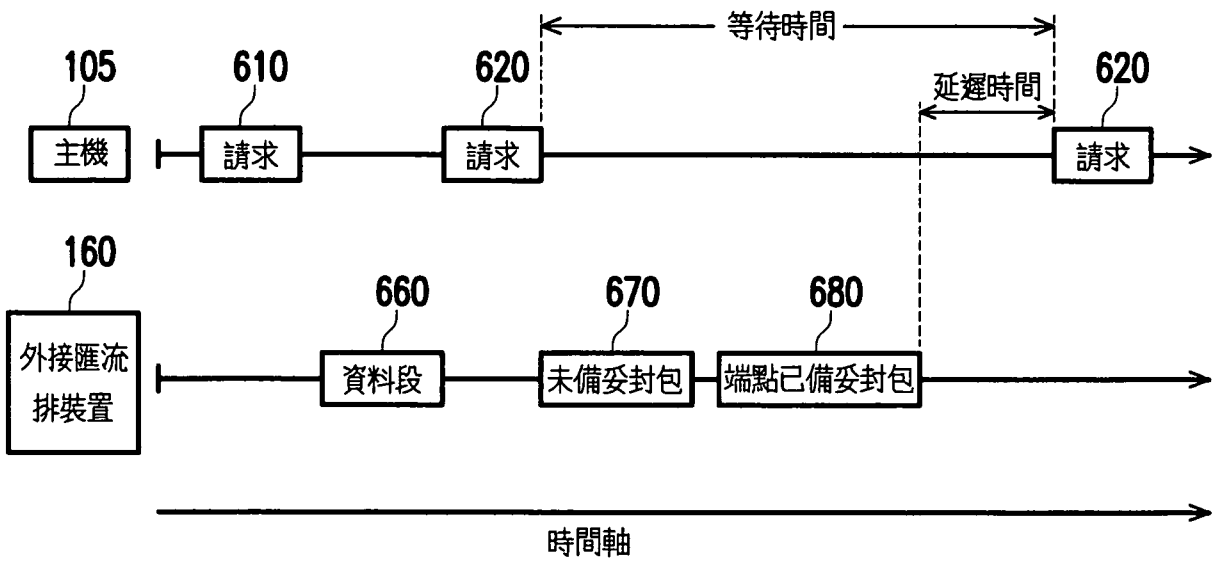 等待時間
105
610
620
延遲時間
620
主機
請求
請求
請求
160
660
670
680
外接匯流
排裝置
資料段
未備妥封包
端點已備妥封包
時間軸